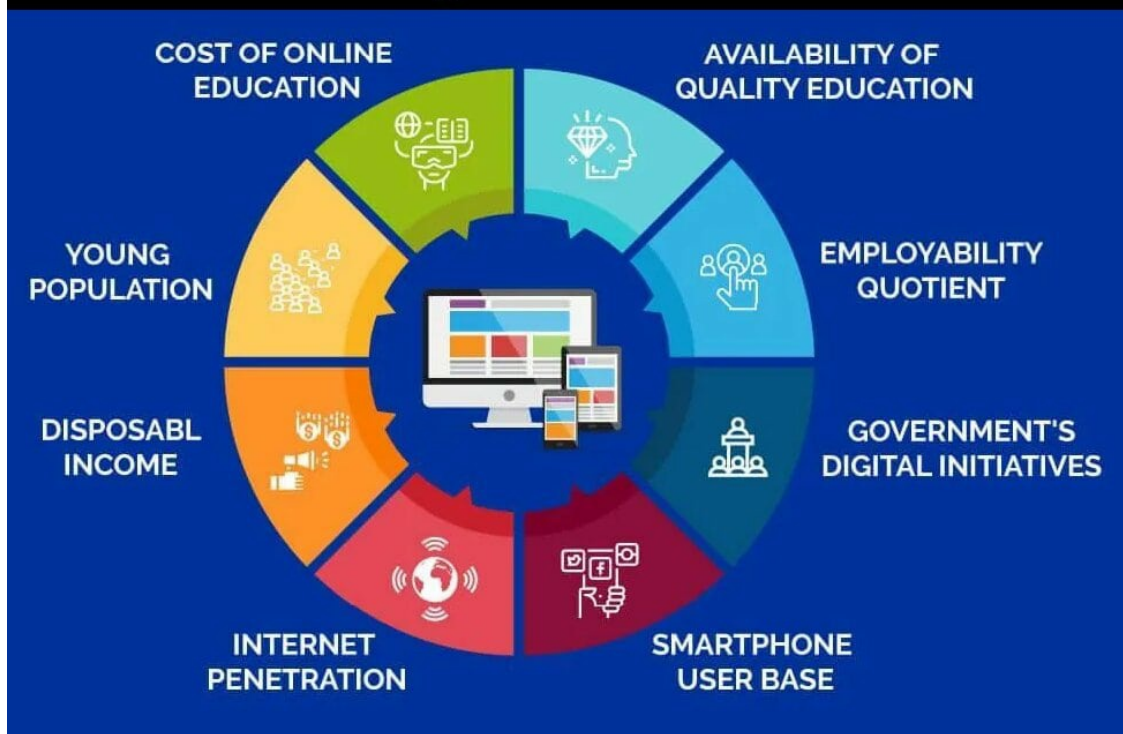 COST OF ONLINE
EDUCATION
AVAILABILITY OF
QUALITY EDUCATION
YOUNG
POPULATION
EMPLOYABILITY
QUOTIENT
DISPOSABL
INCOME
GOVERNMENT'S
DIGITAL INITIATIVES
INTERNET
PENETRATION
SMARTPHONE
USER BASE